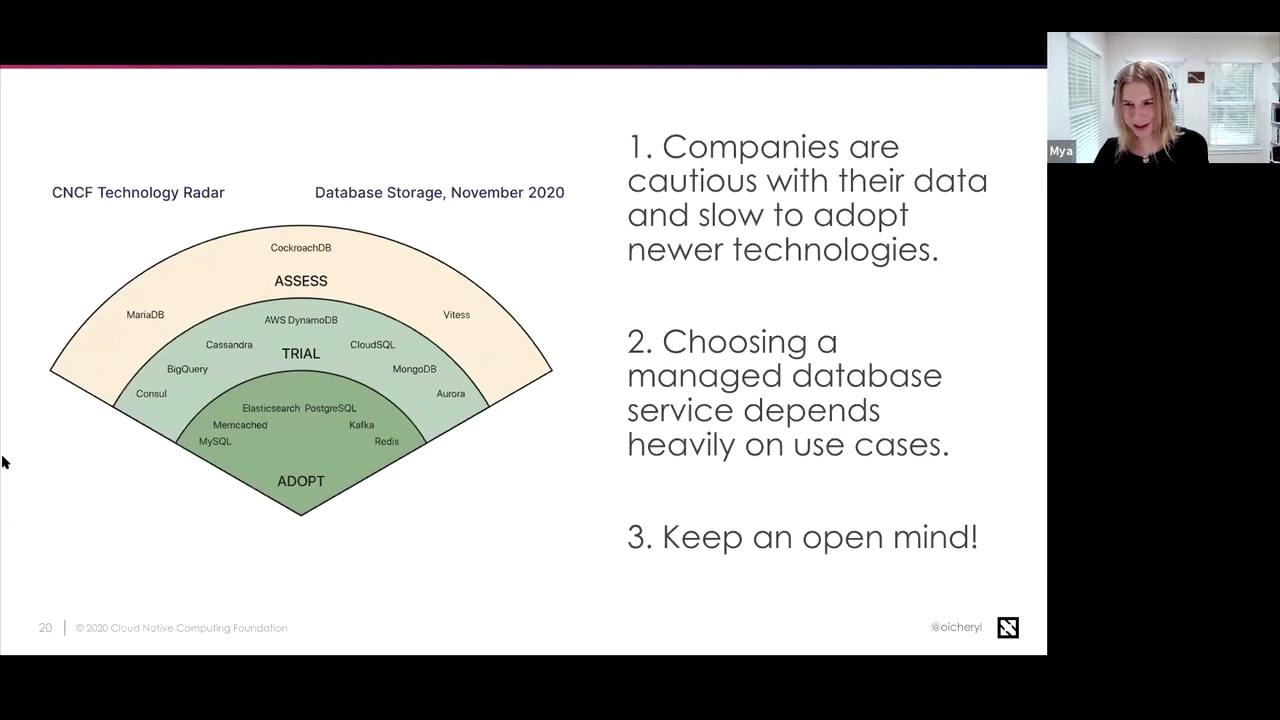 CNCF Technology Radar
Database Storage, November 2020
CockroachDB
ASSESS
MariaDB
Vitess
AWS DynamoDB
Cassandra
CloudSQL
TRIAL
BigQuery
MongoDB
Consul
Aurora
Elasticsearch PostgreSQL
Memcached
Kafka
MySQL
Redis
ADOPT
1. Companies are
cautious with their data
and slow to adopt
newer technologies.
2. Choosing a
managed database
service depends
heavily on use cases.
3. Keep an open mind!
20
© 2020 Cloud Native Computing Foundation
@oicheryl
Mya